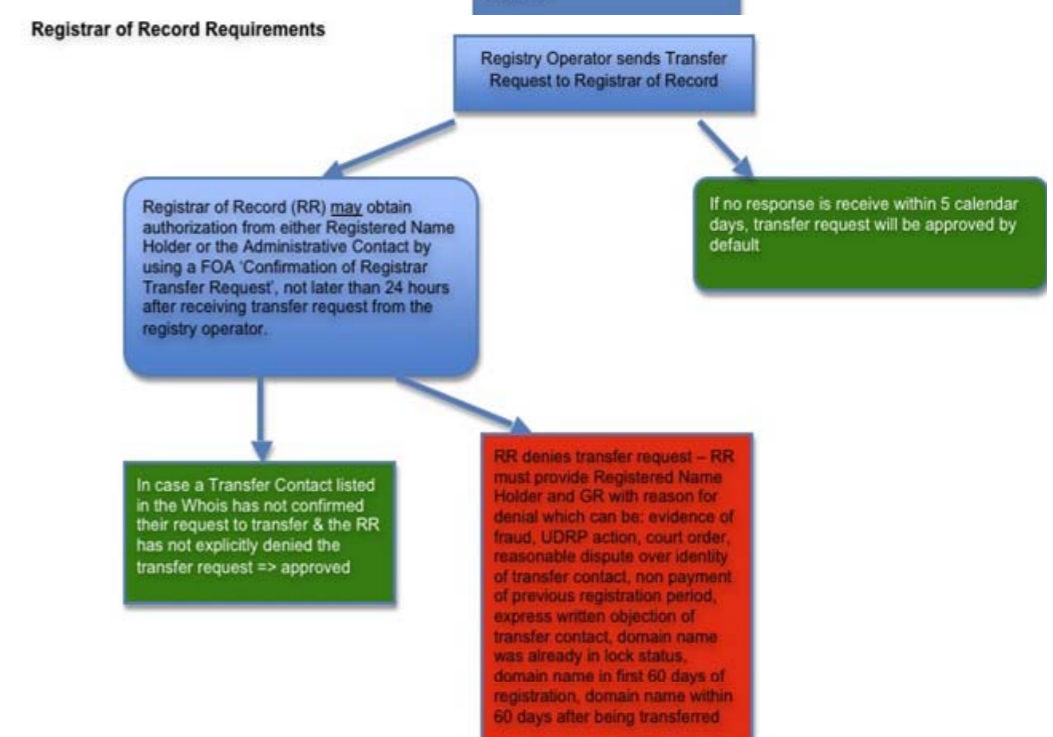 Registrar of Record Requirements
Registry Operator sends Transfer
Request to Registrar of Record
Registrar of Record (RR) may obtain
authorization from either Registered Name
Holder or the Administrative Contact by
using a FOA ‘Confirmation of Registrar
Transfer Request’, not later than 24 hours
after receiving transfer request from the
registry operator.
If no response is receive within 5 calendar
days, transfer request will be approved by
default
In case a Transfer Contact listed
in the Whois has not confirmed
their request to transfer & the RR
has not explicitly denied the
transfer request => approved
RR denies transfer request – RR
must provide Registered Name
Holder and GR with reason for
denial which can be: evidence of
fraud, UDRP action, court order,
reasonable dispute over identity
of transfer contact, non payment
of previous registration period,
express written objection of
transfer contact, domain name
was already in lock status,
domain name in first 60 days of
registration, domain name within
60 days after being transferred